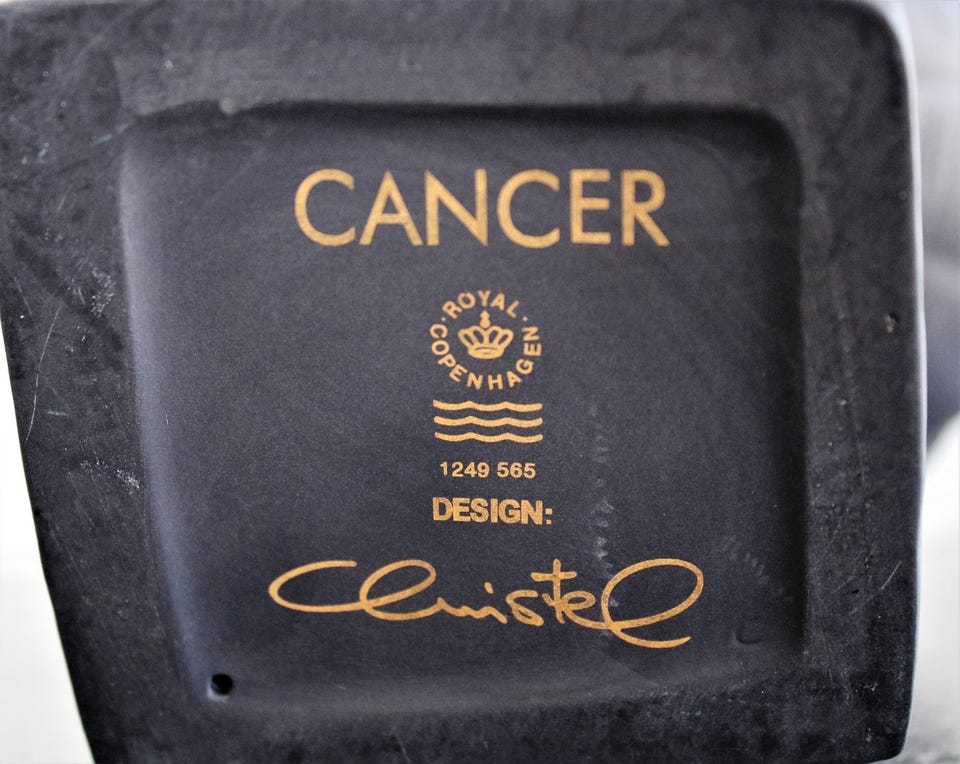 CANCER
·ROYAL·
COPENHAGEN
1249 565
DESIGN:
Christel